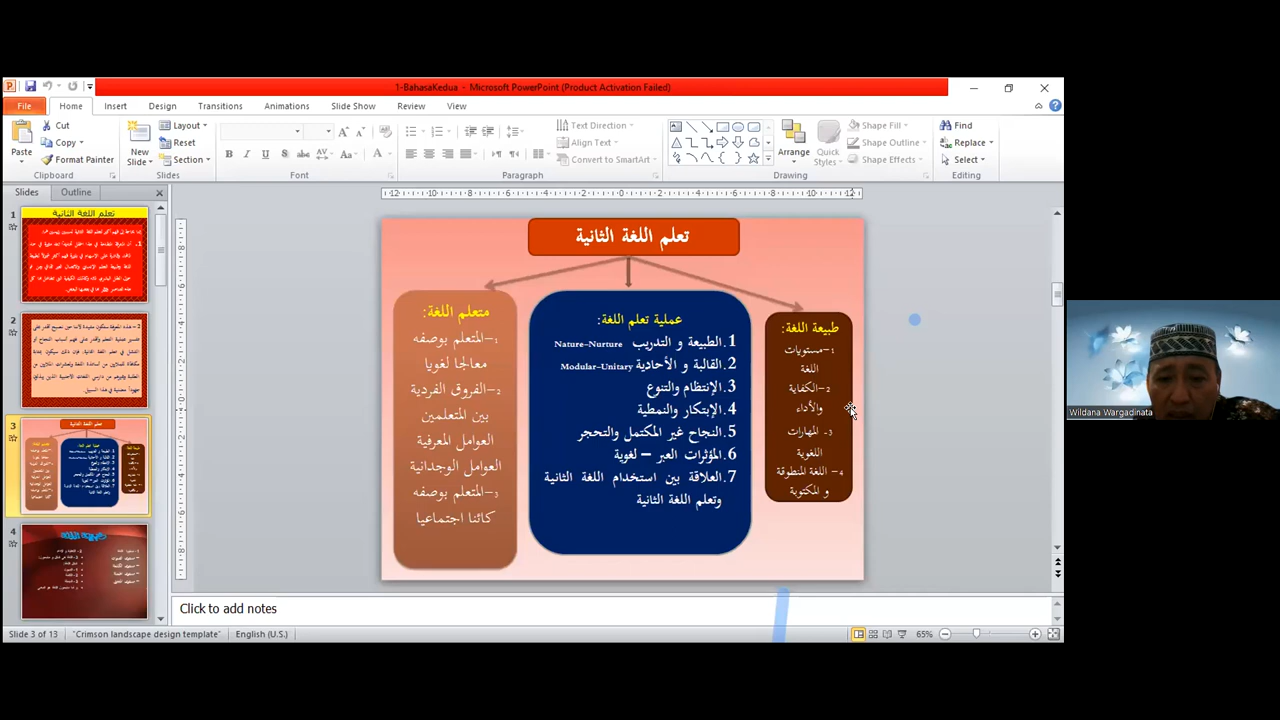 1-BahasaKedua - Microsoft PowerPoint (Product Activation Failed)
File Home Insert Design Transitions Animations Slide Show Review View
Paste
Cut
Copy
Format Painter
Clipboard
New Slide
Layout
Reset
Section
Slides
Font
Text Direction
Align Text
Convert to SmartArt
Paragraph
Arrange
Quick Styles
Shape Fill
Shape Outline
Shape Effects
Drawing
Find
Replace
Select
Editing
Slides Outline
1
تعلم اللغة الثانية
2
3
4
تعلم اللغة الثانية
طبيعة اللغة:
1-مستويات
اللغة
2-الكفاية
والأداء
3- المهارات
اللغوية
4- اللغة المنطوقة
و المكتوبة
عملية تعلم اللغة:
1.الطبيعة و التدريب Nature-Nurture
2.القالبة و الأحادية Modular-Unitary
3.الإنتظام والتنوع
4.الإبتكار والنمطية
5.النجاح غير المكتمل والتحجر
6.المؤثرات العبر – لغوية
7.العلاقة بين استخدام اللغة الثانية
وتعلم اللغة الثانية
متعلم اللغة:
1-المتعلم بوصفه
معالجا لغويا
2-الفروق الفردية
بين المتعلمين
العوامل المعرفية
العوامل الوجدانية
3-المتعلم بوصفه
كائنا اجتماعيا
Click to add notes
Slide 3 of 13 "Crimson landscape design template" English (U.S.) 65%
Wildana Wargadinata